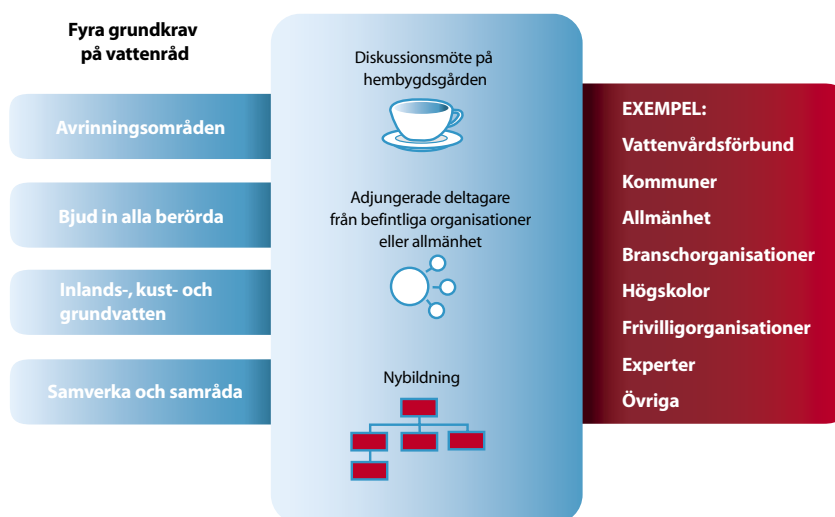 Fyra grundkrav
på vattenråd
Avrinningsområden
Bjud in alla berörda
Inlands-, kust- och
grundvatten
Samverka och samråda
Diskussionsmöte på
hembygdsgården
Adjungerade deltagare
från befintliga organisationer
eller allmänhet
Nybildning
EXEMPEL:
Vattenvårdsförbund
Kommuner
Allmänhet
Branschorganisationer
Högskolor
Frivilligorganisationer
Experter
Övriga